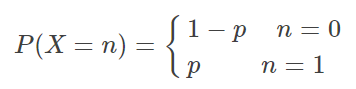 P(X = n) = { 1 − p n = 0
p n = 1